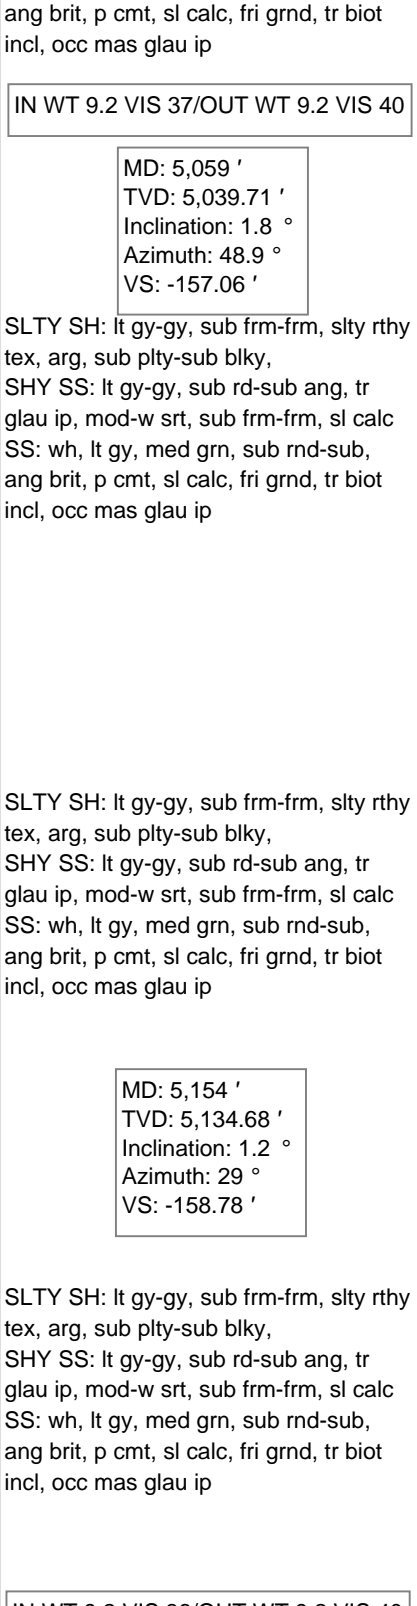 ang brit, p cmt, sl calc, fri grnd, tr biot
incl, occ mas glau ip
IN WT 9.2 VIS 37/OUT WT 9.2 VIS 40
MD: 5,059 '
TVD: 5,039.71 '
Inclination: 1.8 °
Azimuth: 48.9 °
VS: -157.06 '
SLTY SH: lt gy-gy, sub frm-frm, slty rthy
tex, arg, sub plty-sub blky,
SHY SS: lt gy-gy, sub rd-sub ang, tr
glau ip, mod-w srt, sub frm-frm, sl calc
SS: wh, lt gy, med grn, sub rnd-sub,
ang brit, p cmt, sl calc, fri grnd, tr biot
incl, occ mas glau ip
SLTY SH: lt gy-gy, sub frm-frm, slty rthy
tex, arg, sub plty-sub blky,
SHY SS: lt gy-gy, sub rd-sub ang, tr
glau ip, mod-w srt, sub frm-frm, sl calc
SS: wh, lt gy, med grn, sub rnd-sub,
ang brit, p cmt, sl calc, fri grnd, tr biot
incl, occ mas glau ip
MD: 5,154 '
TVD: 5,134.68 '
Inclination: 1.2 °
Azimuth: 29 °
VS: -158.78 '
SLTY SH: lt gy-gy, sub frm-frm, slty rthy
tex, arg, sub plty-sub blky,
SHY SS: lt gy-gy, sub rd-sub ang, tr
glau ip, mod-w srt, sub frm-frm, sl calc
SS: wh, lt gy, med grn, sub rnd-sub,
ang brit, p cmt, sl calc, fri grnd, tr biot
incl, occ mas glau ip
IN WT VIS OUT WT VIS